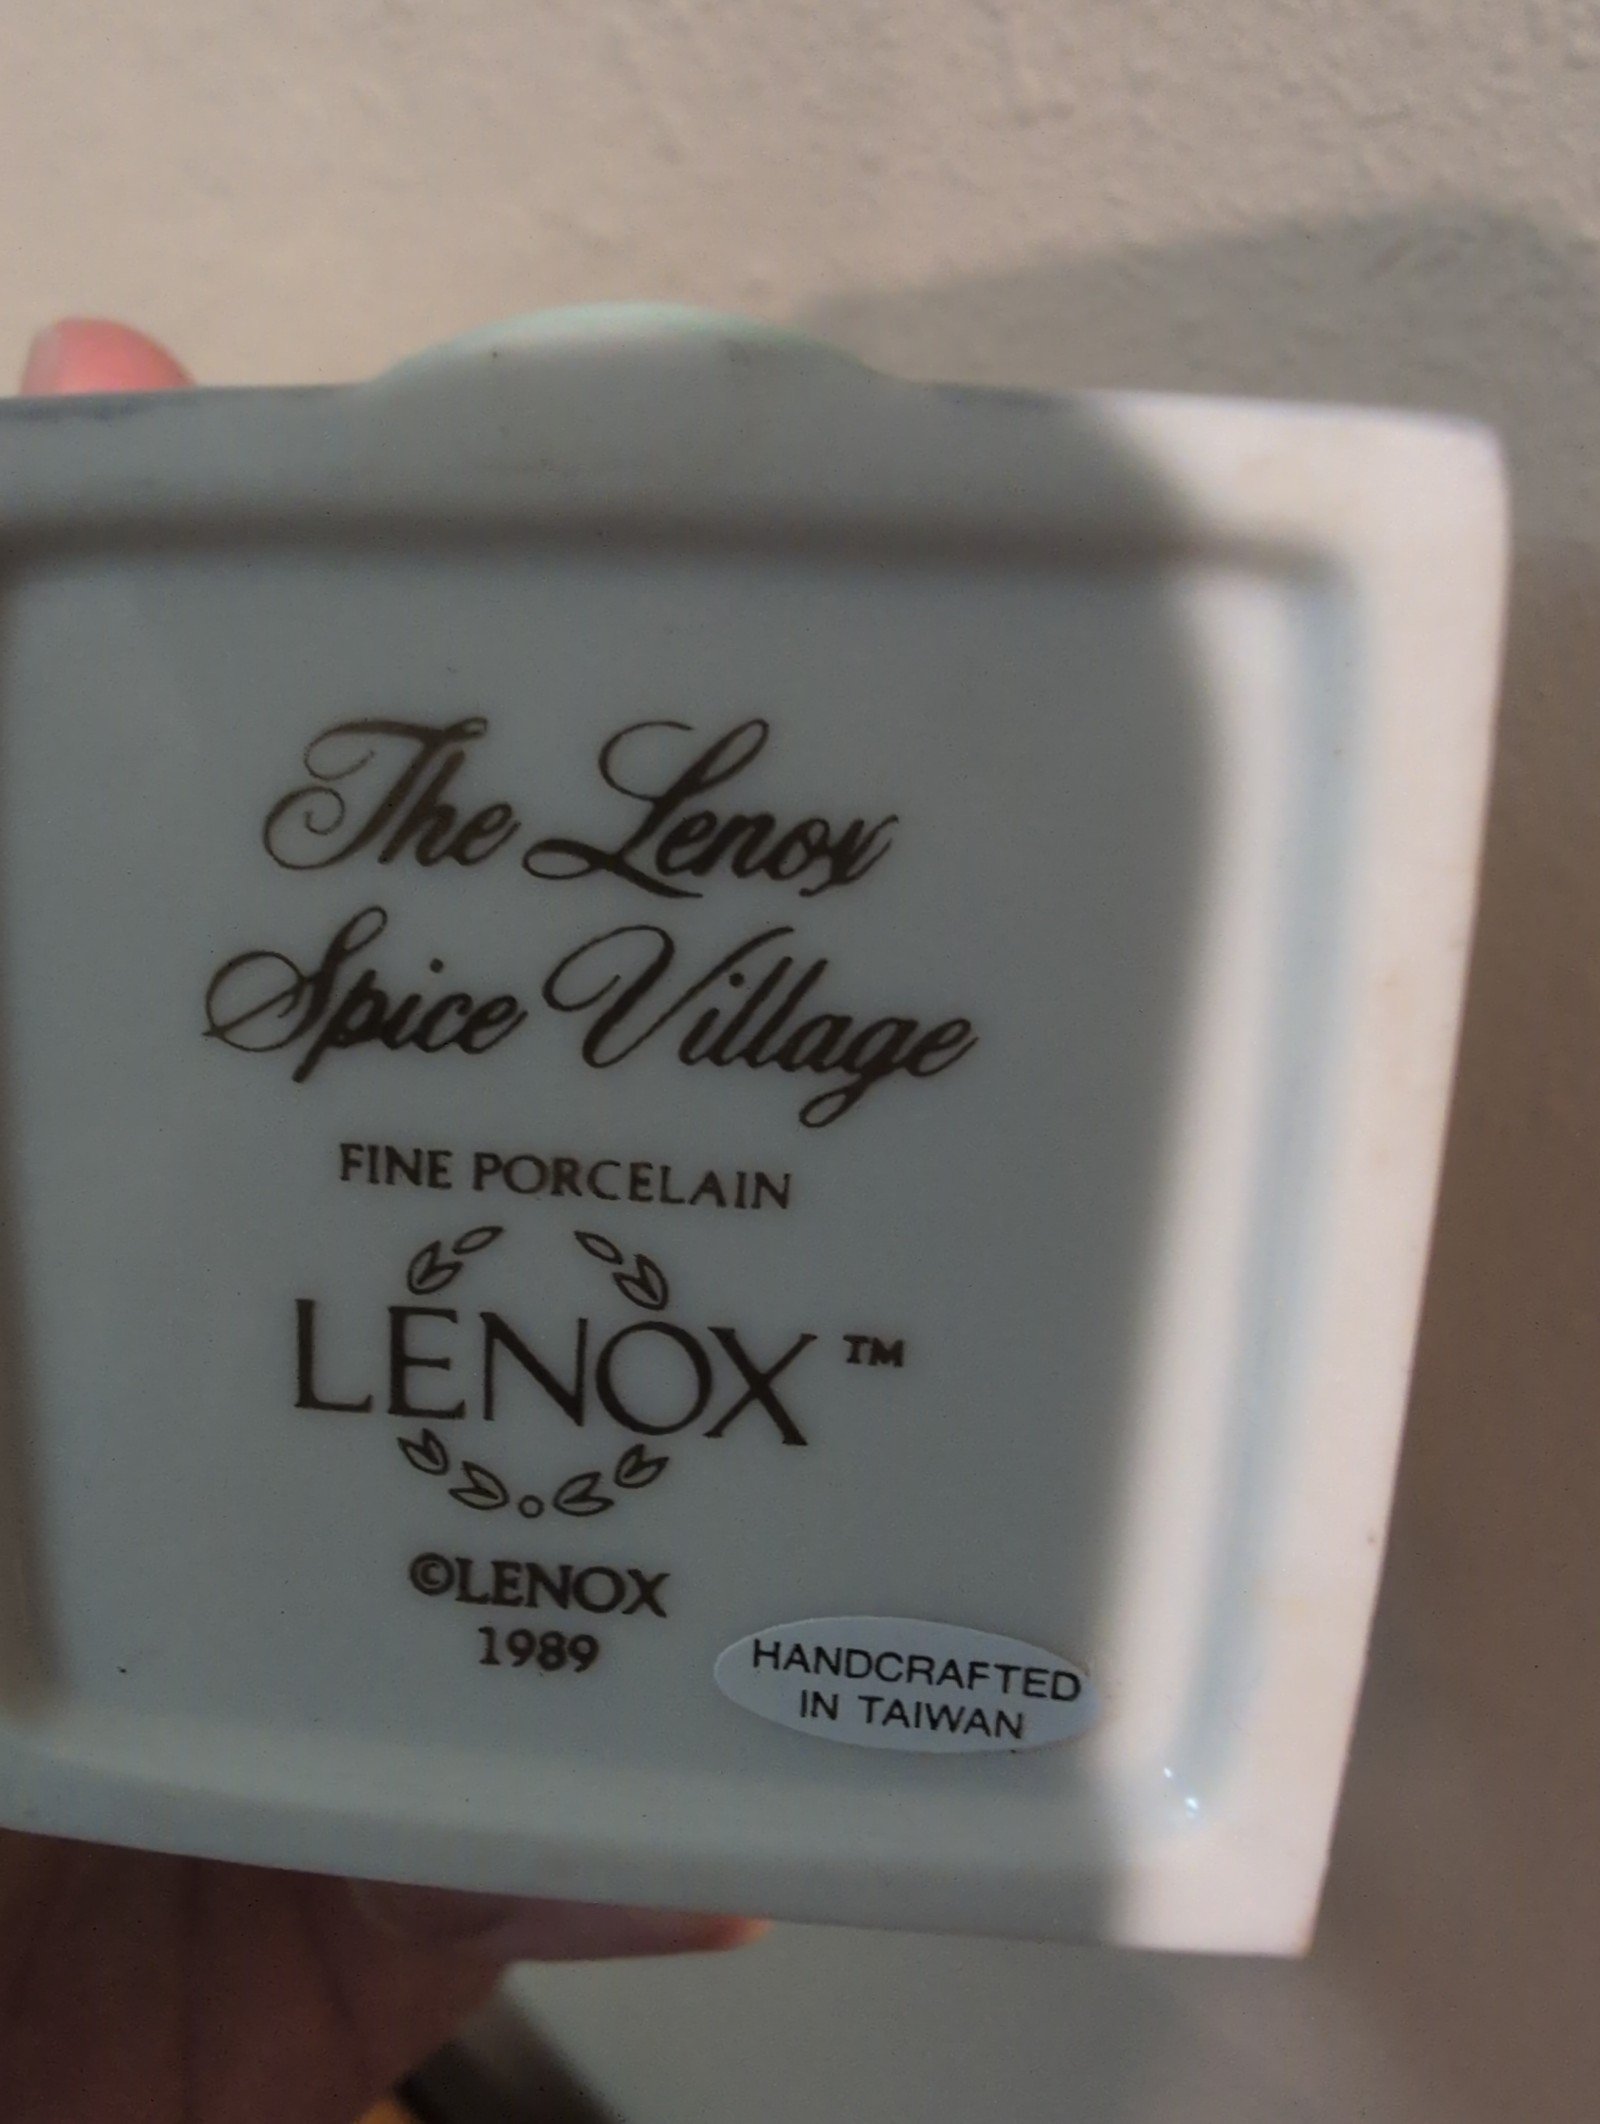 The Lenox
Spice Village
FINE PORCELAIN
LENOX™
©LENOX
1989
HANDCRAFTED
IN TAIWAN